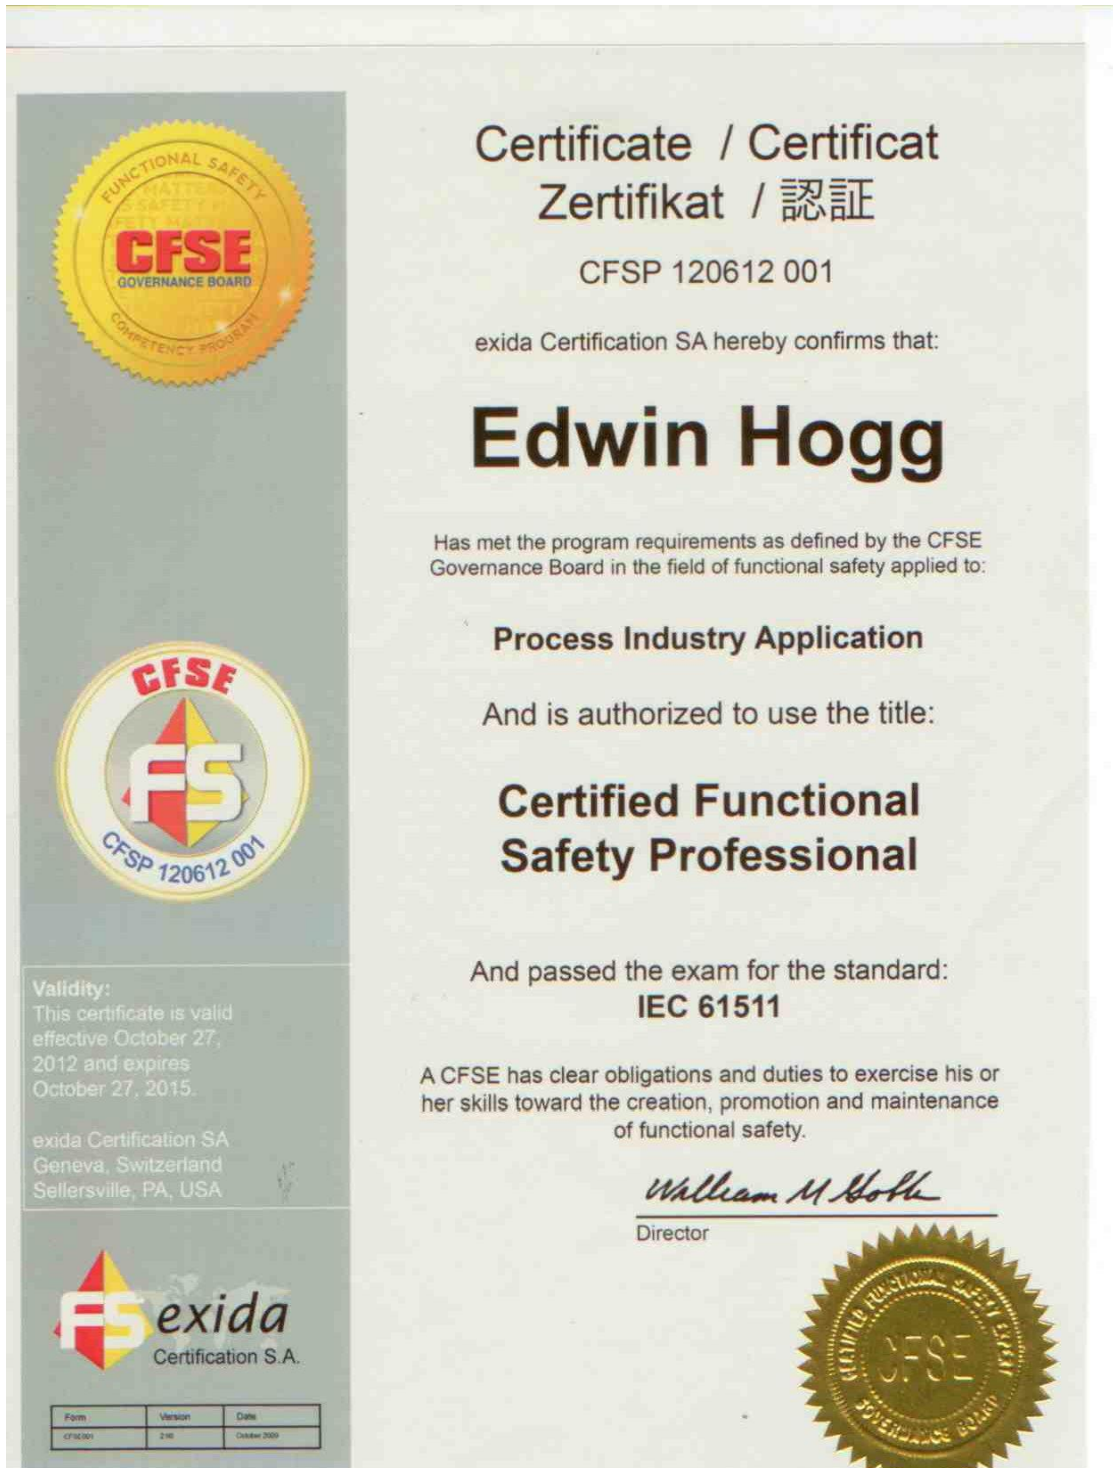 Certificate / Certificat
Zertifikat / 認証
CFSP 120612 001
exida Certification SA hereby confirms that:
Edwin Hogg
Has met the program requirements as defined by the CFSE
Governance Board in the field of functional safety applied to:
Process Industry Application
And is authorized to use the title:
Certified Functional
Safety Professional
And passed the exam for the standard:
IEC 61511
A CFSE has clear obligations and duties to exercise his or
her skills toward the creation, promotion and maintenance
of functional safety.
Director
FUNCTIONAL SAFETY
CFSE
GOVERNANCE BOARD
COMPETENCY PROGRAM
CFSE
FS
CFSP 120612 001
Validity:
This certificate is valid
effective October 27,
2012 and expires
October 27, 2015.
exida Certification SA
Geneva, Switzerland
Sellersville, PA, USA
FS exida
Certification S.A.
Form Version Date
October 2009
CERTIFIED FUNCTIONAL SAFETY EXPERT
CFSE
GOVERNANCE BOARD